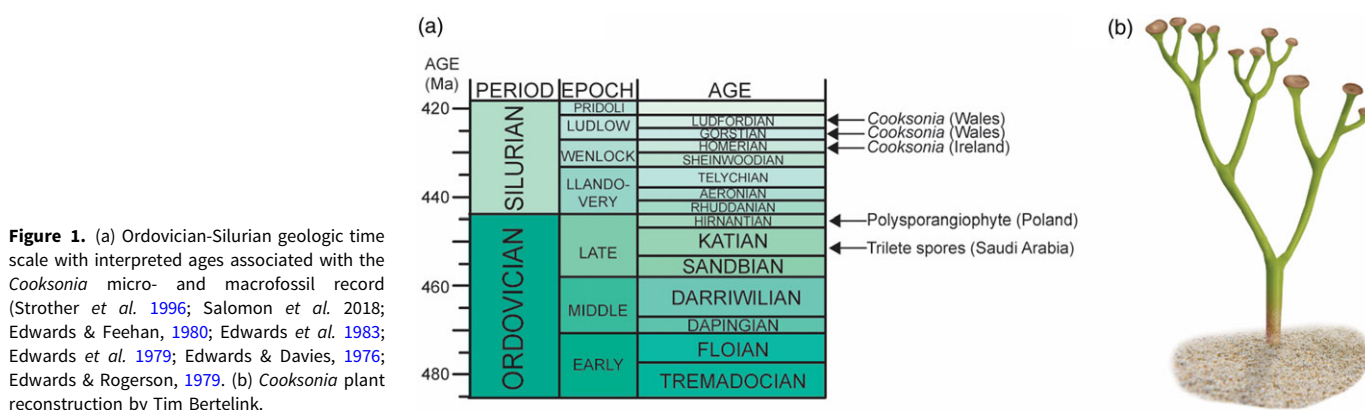 Figure 1. (a) Ordovician-Silurian geologic time
scale with interpreted ages associated with the
Cooksonia micro- and macrofossil record
(Strother et al. 1996; Salomon et al. 2018;
Edwards & Feehan, 1980; Edwards et al. 1983;
Edwards et al. 1979; Edwards & Davies, 1976;
Edwards & Rogerson, 1979. (b) Cooksonia plant
reconstruction by Tim Bertelink.
(a)
AGE
(Ma)
PERIOD EPOCH AGE
420
440
460
480
SILURIAN
ORDOVICIAN
PRIDOLI
LUDLOW
WENLOCK
LLANDO-
VERY
LATE
MIDDLE
EARLY
LUDFORDIAN
GORSTIAN
HOMERIAN
SHEINWOODIAN
TELYCHIAN
AERONIAN
RHUDDANIAN
HIRNANTIAN
KATIAN
SANDBIAN
DARRIWILIAN
DAPINGIAN
FLOIAN
TREMADOCIAN
Cooksonia (Wales)
Cooksonia (Wales)
Cooksonia (Ireland)
Polysporangiophyte (Poland)
Trilete spores (Saudi Arabia)
(b)